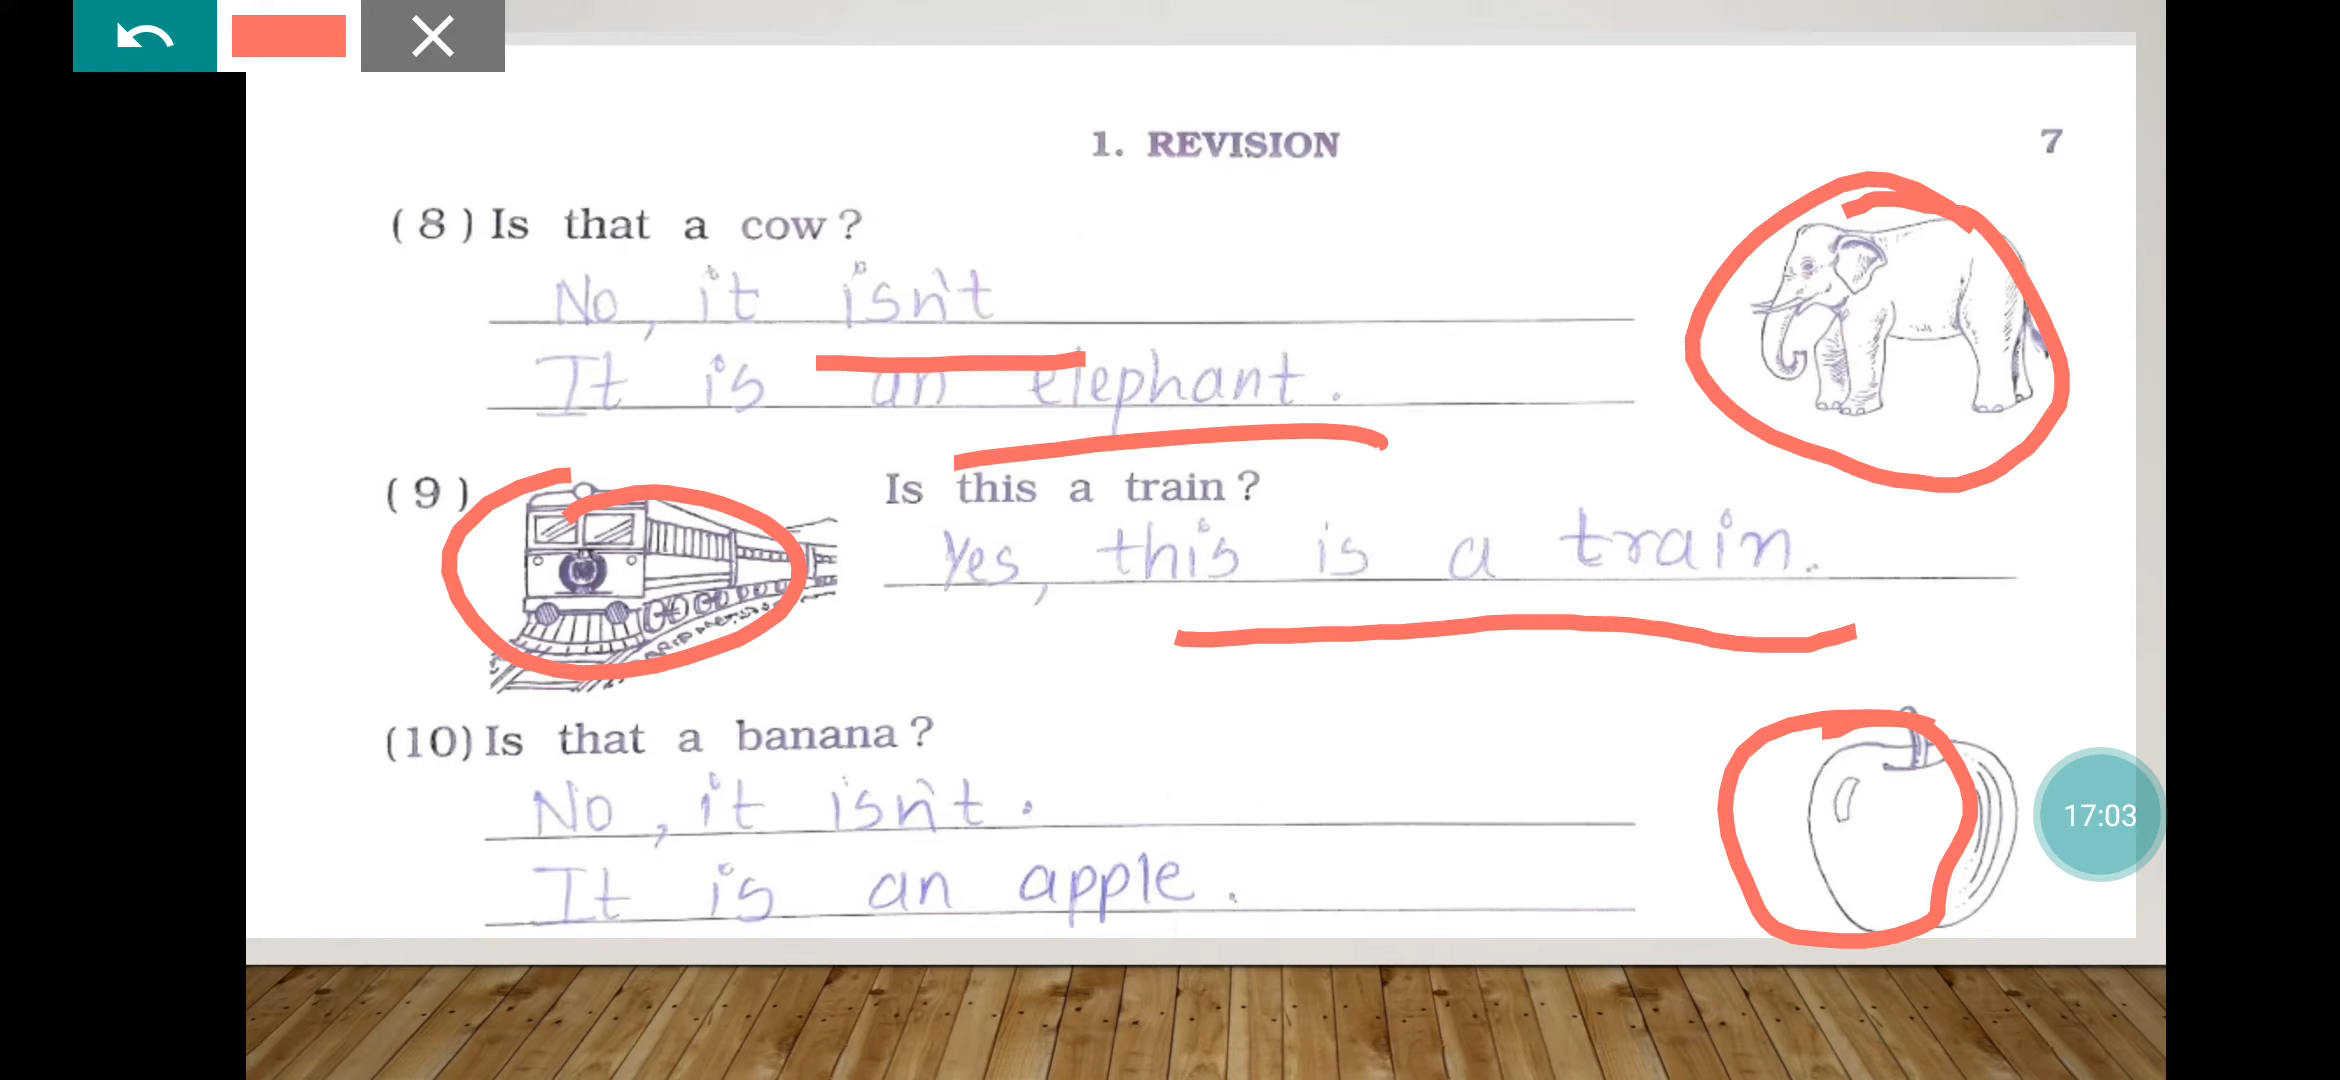 1. REVISION 7
(8) Is that a cow?
No, it isn't
It is an elephant.
(9) Is this a train?
Yes, this is a train.
(10) Is that a banana?
No, it isn't.
It is an apple.
17:03